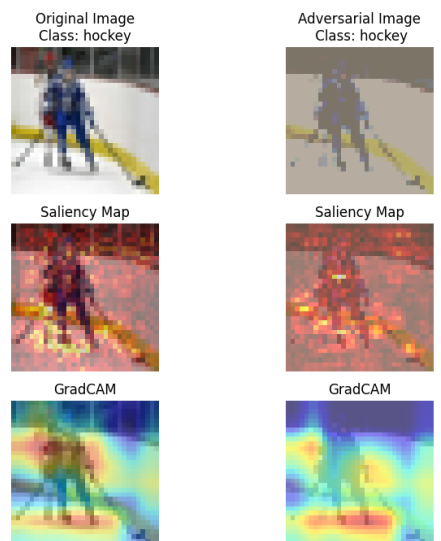 Original Image
Class: hockey
Adversarial Image
Class: hockey
Saliency Map
Saliency Map
GradCAM
GradCAM